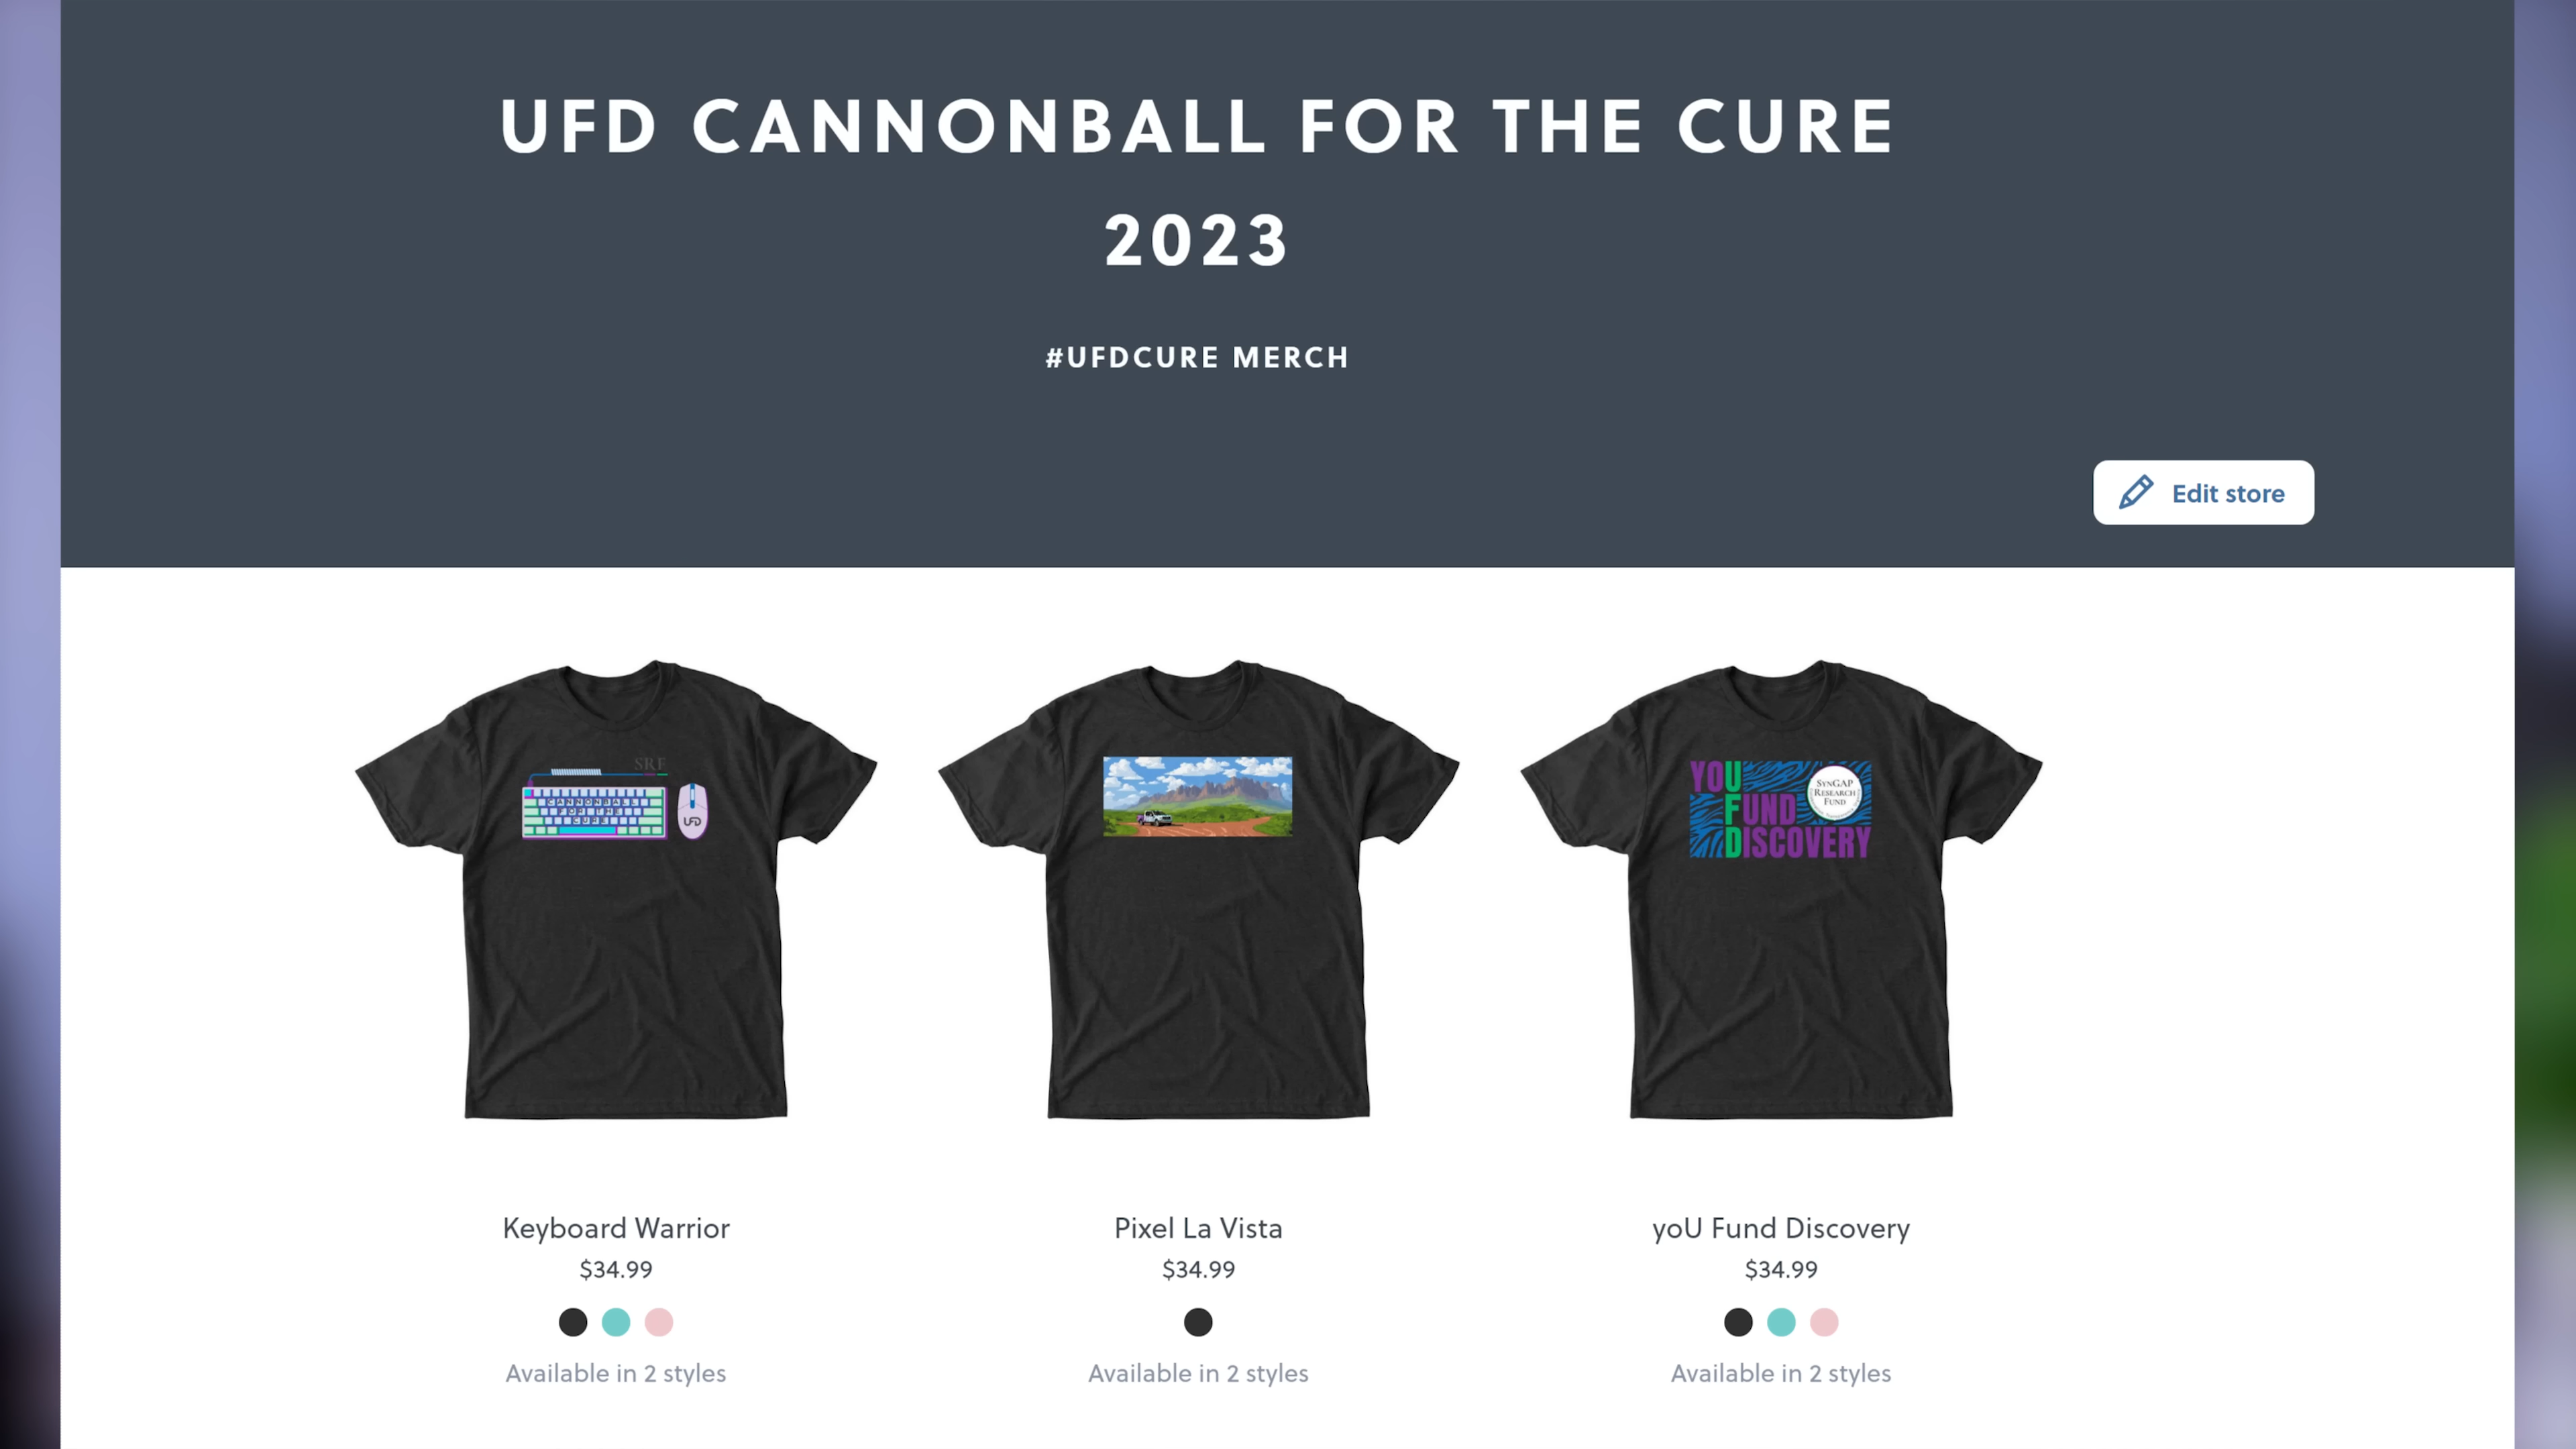 UFD CANNONBALL FOR THE CURE
2023
#UFDCURE MERCH
Edit store
SRF
CANNONBALL
FOR THE
CURE
UFD
YOU
FUND
DISCOVERY
SYNGAP
RESEARCH
FUND
Keyboard Warrior
$34.99
Available in 2 styles
Pixel La Vista
$34.99
Available in 2 styles
yoU Fund Discovery
$34.99
Available in 2 styles